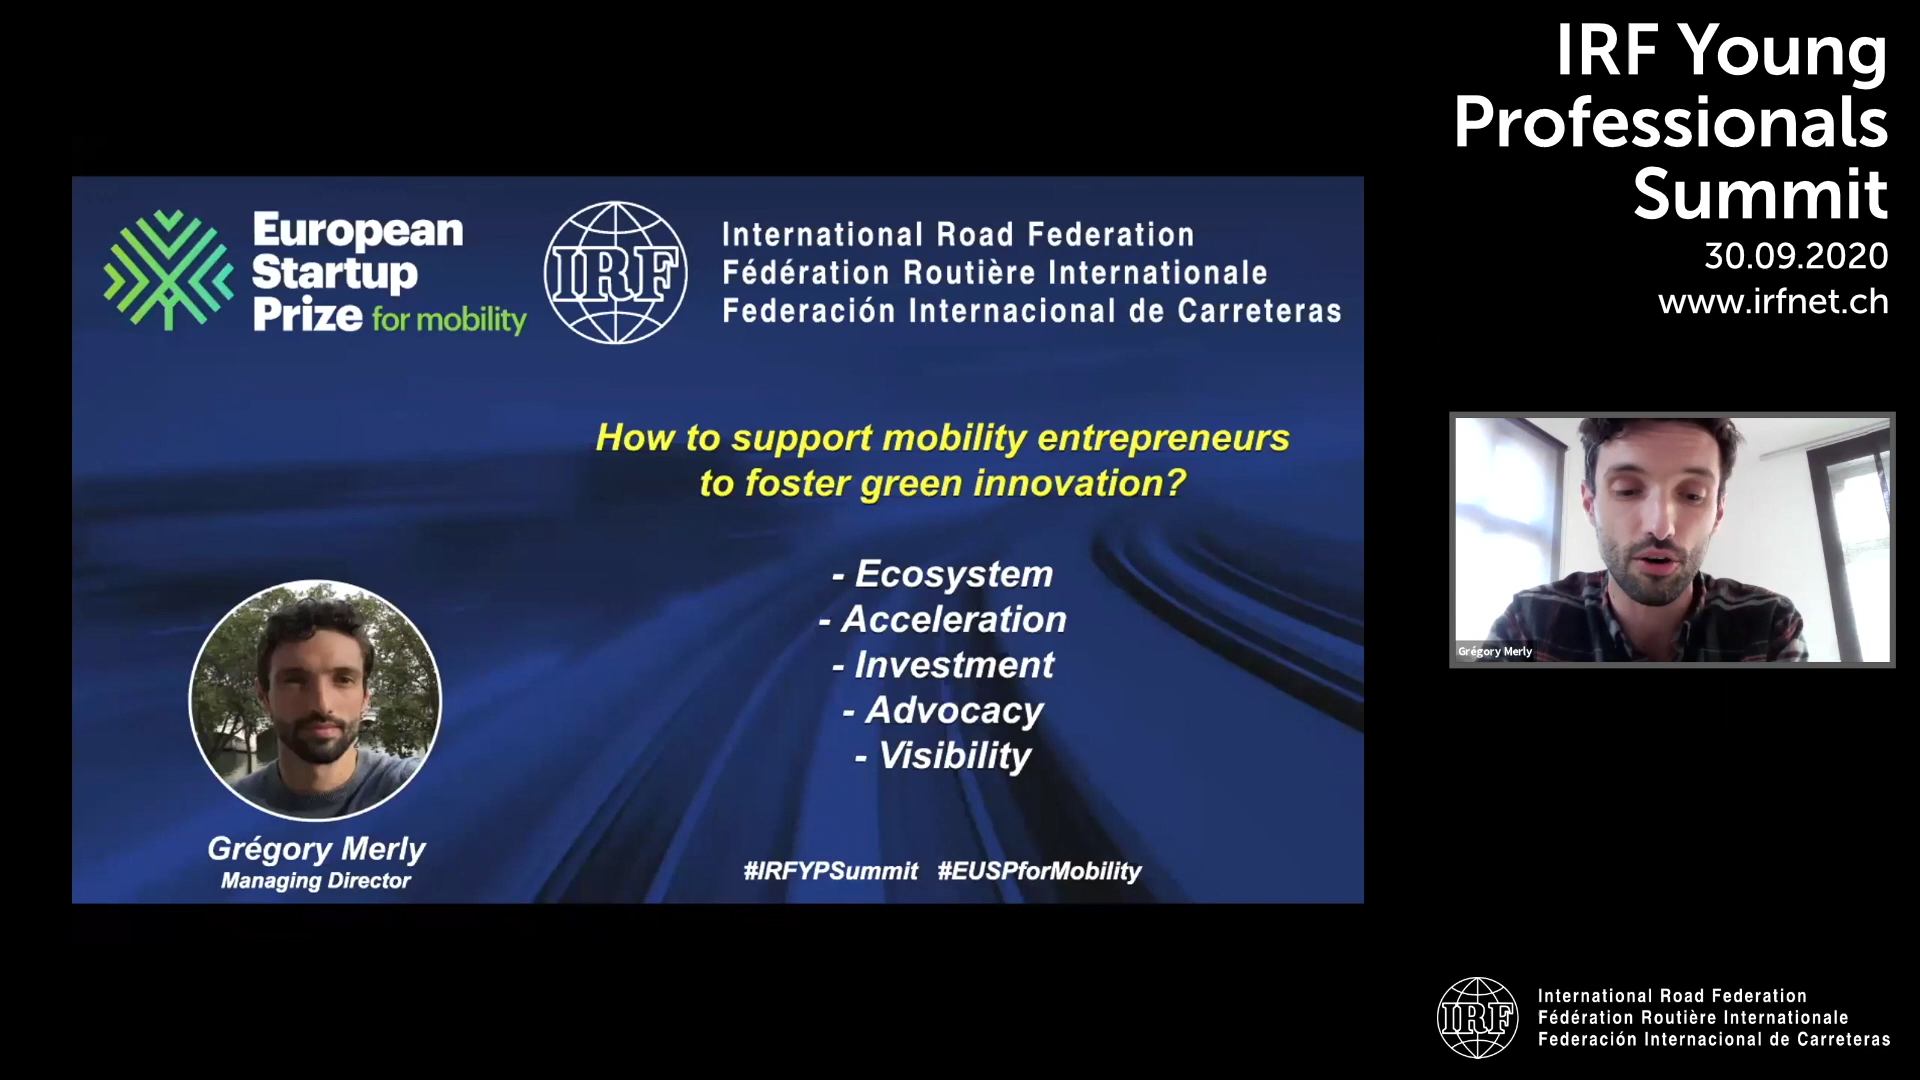 IRF Young
Professionals
Summit
30.09.2020
www.irfnet.ch
European
Startup
Prize for mobility
IRF
International Road Federation
Fédération Routière Internationale
Federación Internacional de Carreteras
How to support mobility entrepreneurs
to foster green innovation?
- Ecosystem
- Acceleration
- Investment
- Advocacy
- Visibility
Grégory Merly
Managing Director
#IRFYPSummit #EUSPforMobility
Grégory Merly
IRF
International Road Federation
Fédération Routière Internationale
Federación Internacional de Carreteras